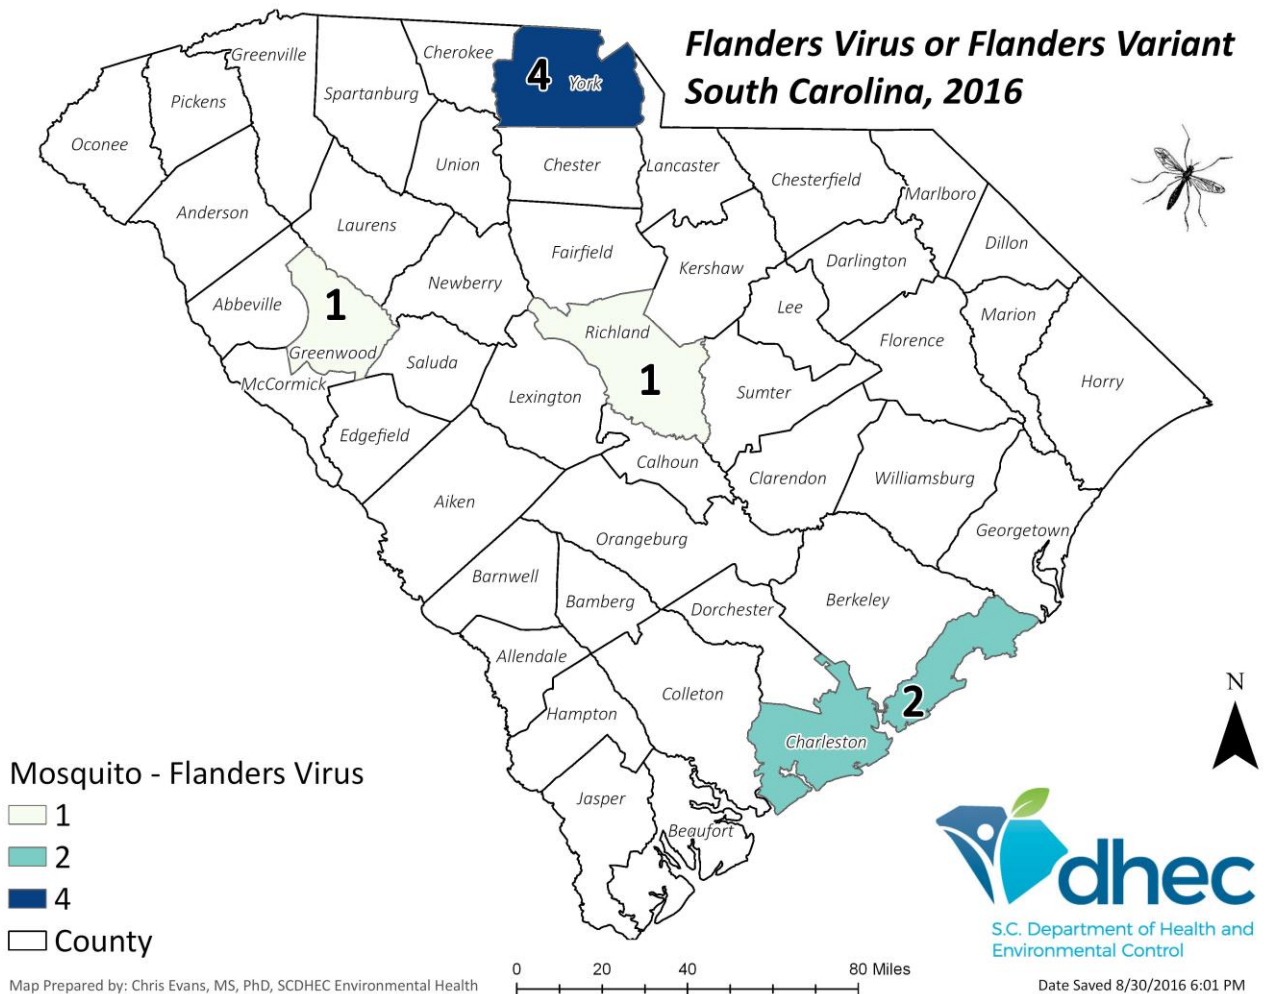 Flanders Virus or Flanders Variant
South Carolina, 2016
Greenville
Cherokee
4
York
Spartanburg
Pickens
Oconee
Union
Chester
Lancaster
Chesterfield
Marlboro
Anderson
Laurens
Fairfield
Kershaw
Darlington
Dillon
Abbeville
1
Newberry
Richland
Lee
Marion
Greenwood
Saluda
Florence
McCormick
Lexington
1
Sumter
Horry
Edgefield
Calhoun
Clarendon
Williamsburg
Aiken
Orangeburg
Georgetown
Barnwell
Bamberg
Dorchester
Berkeley
Allendale
Colleton
2
Hampton
Charleston
Jasper
Beaufort
N
Mosquito - Flanders Virus
1
2
4
County
dhec
S.C. Department of Health and
Environmental Control
0 20 40 80 Miles
Map Prepared by: Chris Evans, MS, PhD, SCDHEC Environmental Health
Date Saved 8/30/2016 6:01 PM